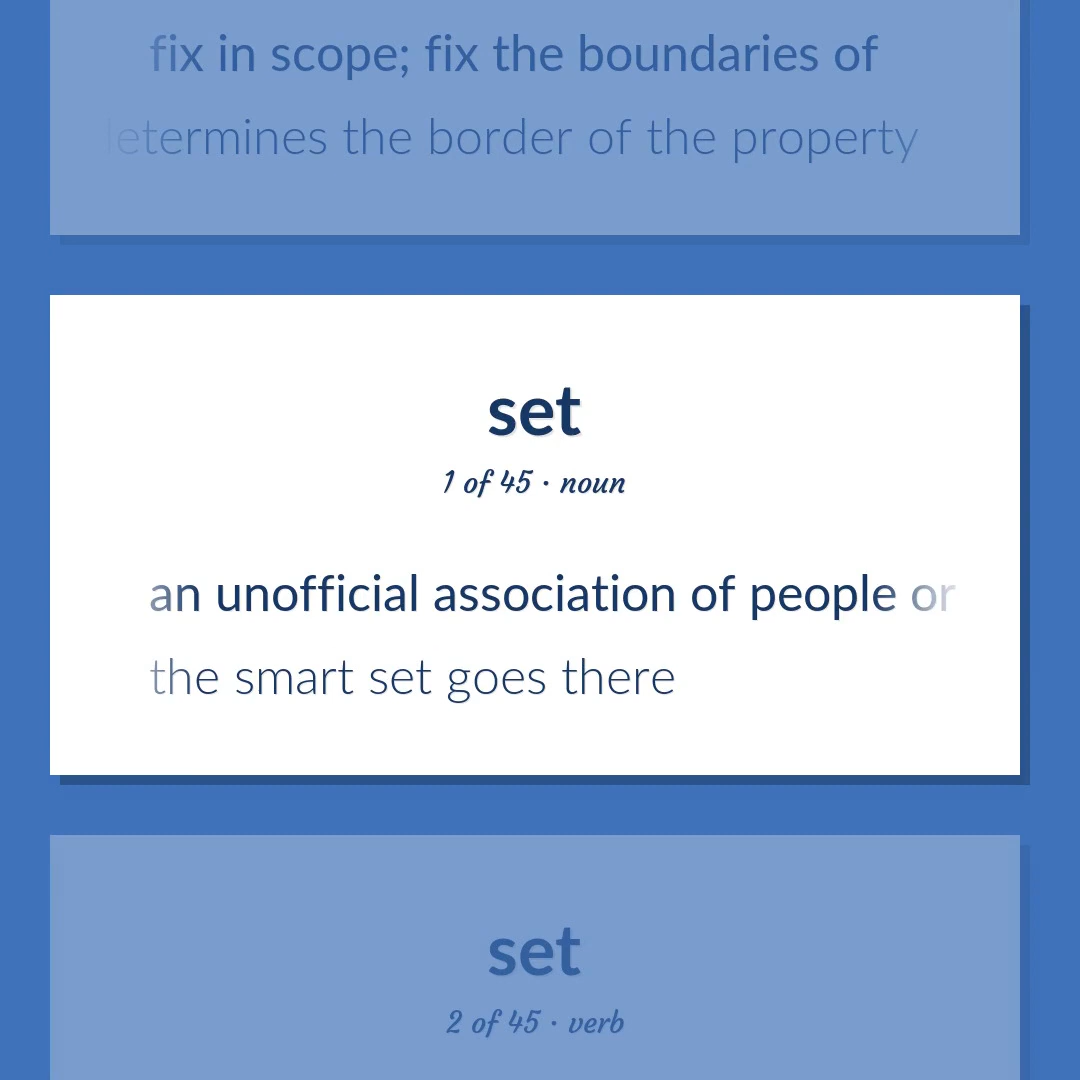 fix in scope; fix the boundaries of
etermines the border of the property
set
1 of 45 · noun
an unofficial association of people or
the smart set goes there
set
2 of 45 · verb